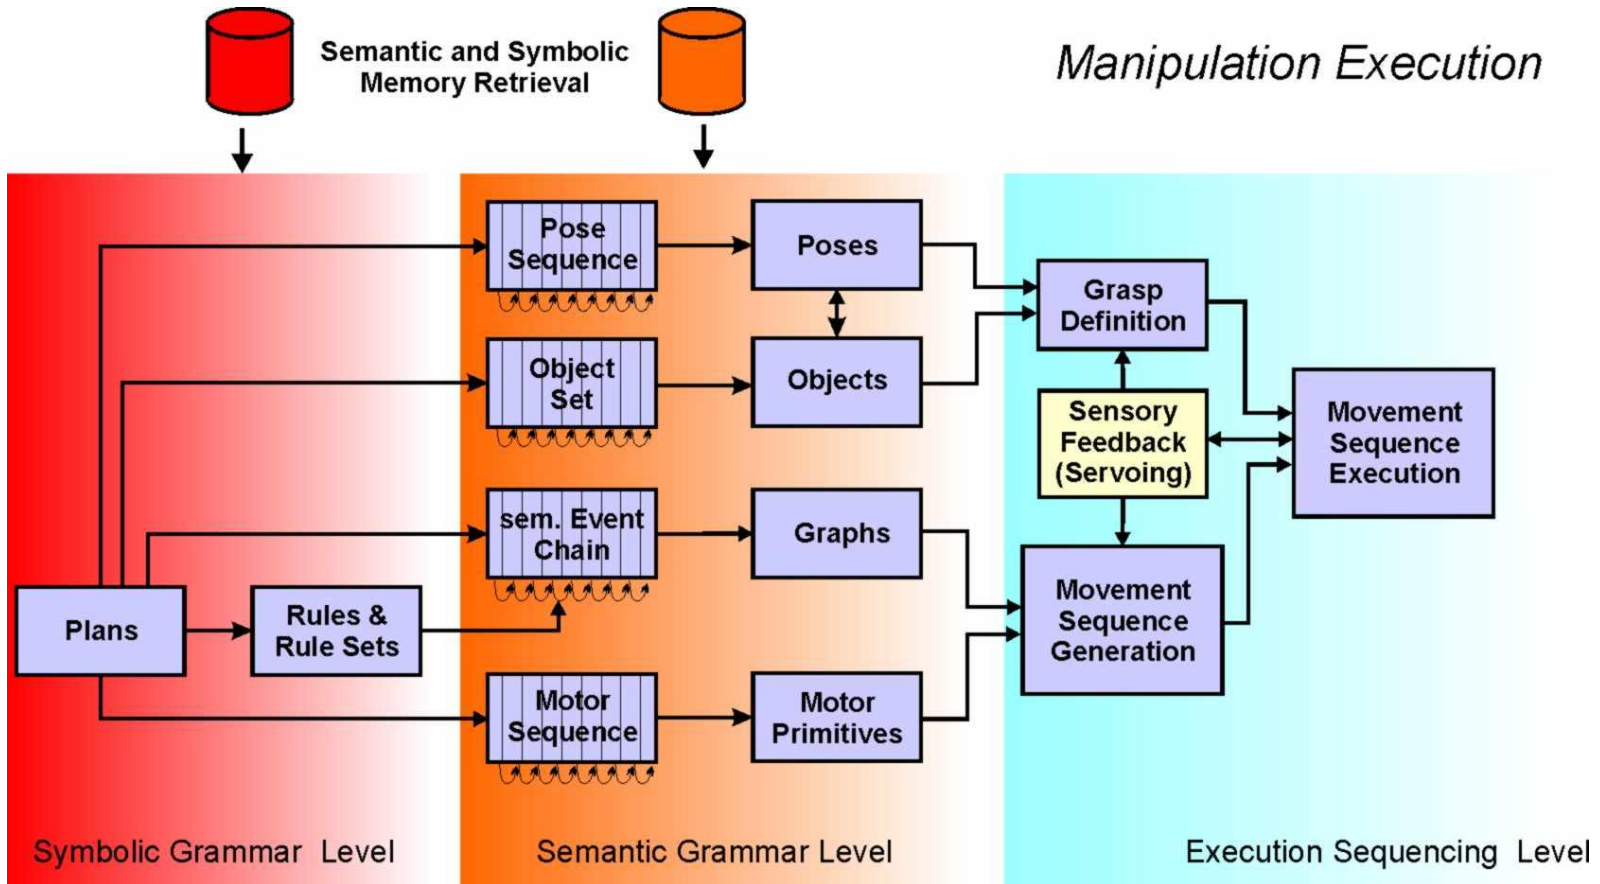 Semantic and Symbolic
Memory Retrieval
Manipulation Execution
Pose
Sequence
Poses
Object
Set
Objects
Grasp
Definition
Sensory
Feedback
(Servoing)
Movement
Sequence
Execution
sem. Event
Chain
Graphs
Plans
Rules &
Rule Sets
Movement
Sequence
Generation
Motor
Sequence
Motor
Primitives
Symbolic Grammar Level
Semantic Grammar Level
Execution Sequencing Level